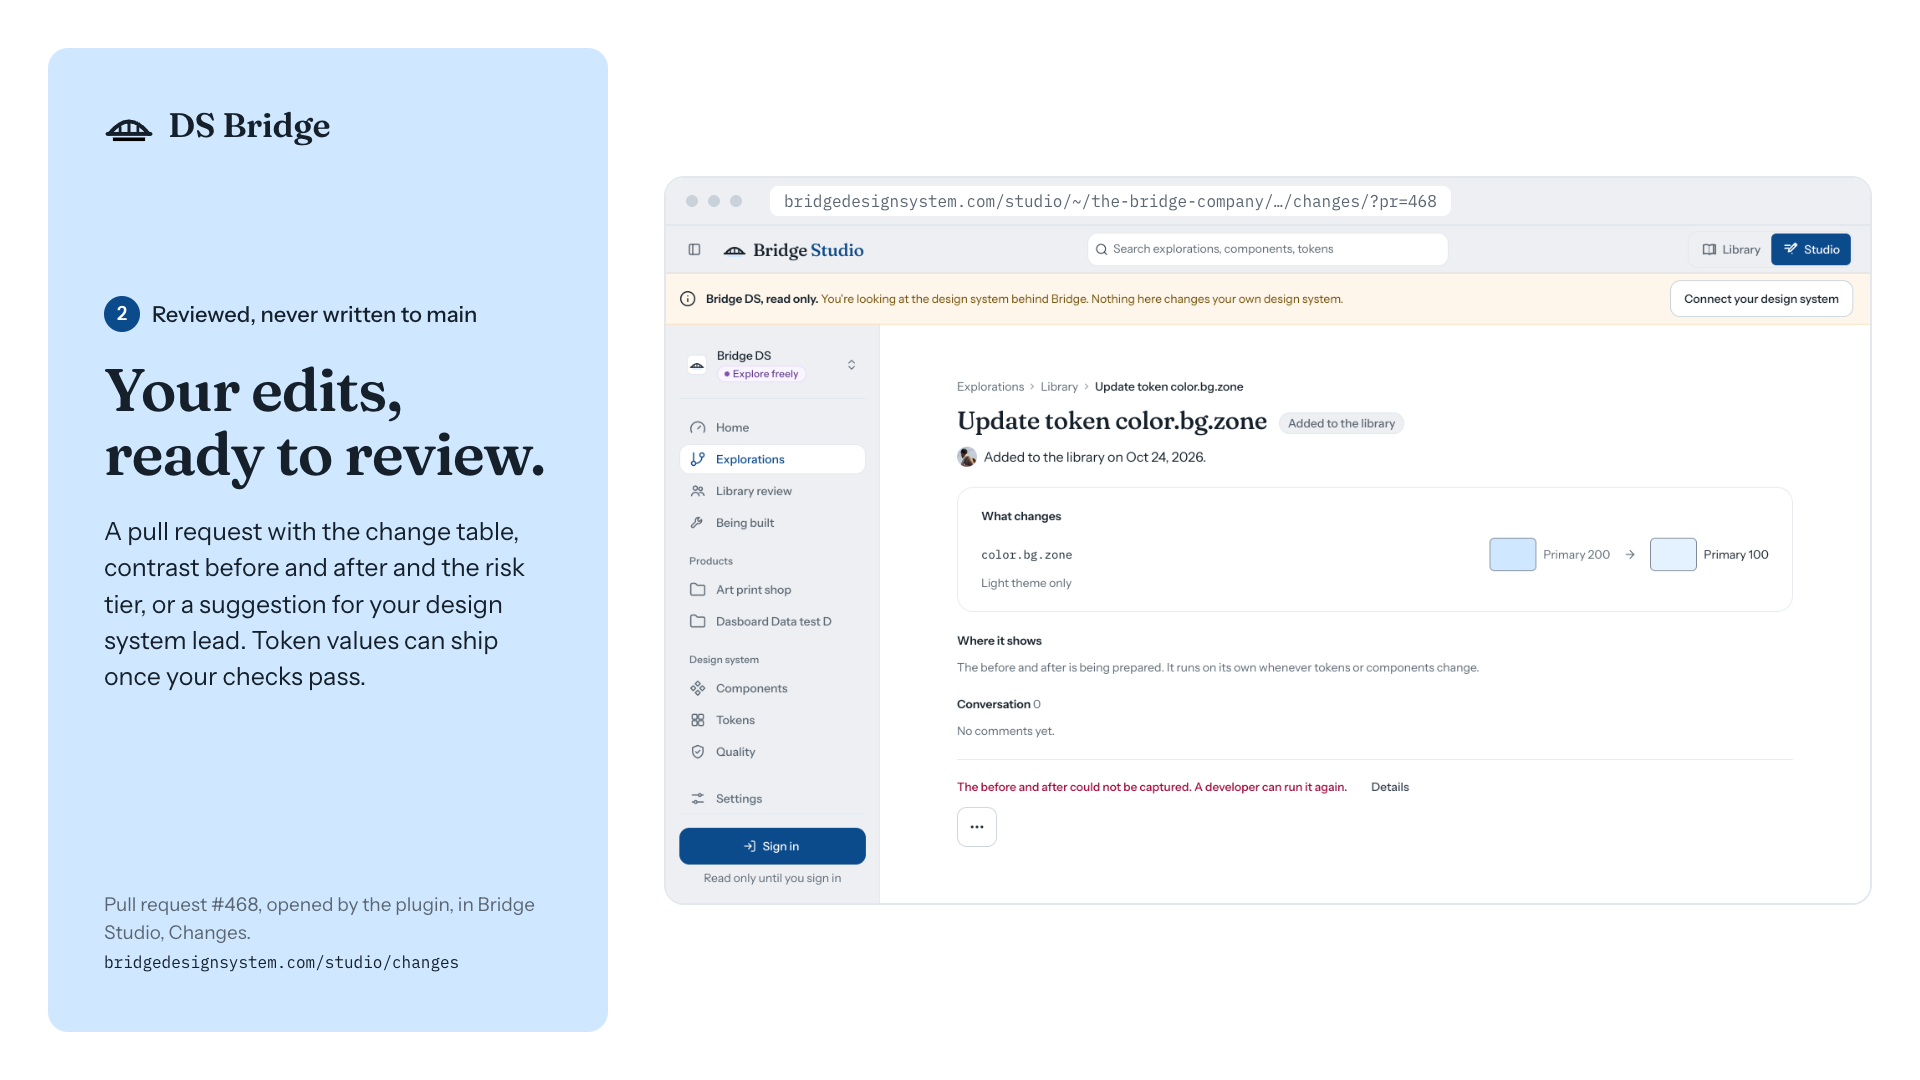 DS Bridge
2 Reviewed, never written to main
Your edits,
ready to review.
A pull request with the change table,
contrast before and after and the risk
tier, or a suggestion for your design
system lead. Token values can ship
once your checks pass.
Pull request #468, opened by the plugin, in Bridge
Studio, Changes.
bridgedesignsystem.com/studio/changes
bridgedesignsystem.com/studio/~/the-bridge-company/…/changes/?pr=468
Bridge Studio
Search explorations, components, tokens
Library
Studio
Bridge DS, read only. You're looking at the design system behind Bridge. Nothing here changes your own design system.
Connect your design system
Bridge DS
Explore freely
Home
Explorations
Library review
Being built
Products
Art print shop
Dasboard Data test D
Design system
Components
Tokens
Quality
Settings
Sign in
Read only until you sign in
Explorations › Library › Update token color.bg.zone
Update token color.bg.zone
Added to the library
Added to the library on Oct 24, 2026.
What changes
color.bg.zone
Primary 200 → Primary 100
Light theme only
Where it shows
The before and after is being prepared. It runs on its own whenever tokens or components change.
Conversation 0
No comments yet.
The before and after could not be captured. A developer can run it again.
Details